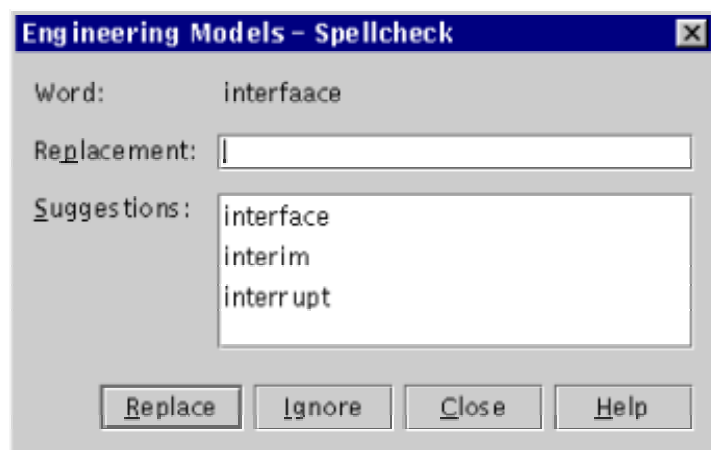 Engineering Models – Spellcheck
Word: interfaace
Replacement:
Suggestions: interface
interim
interrupt
Replace Ignore Close Help